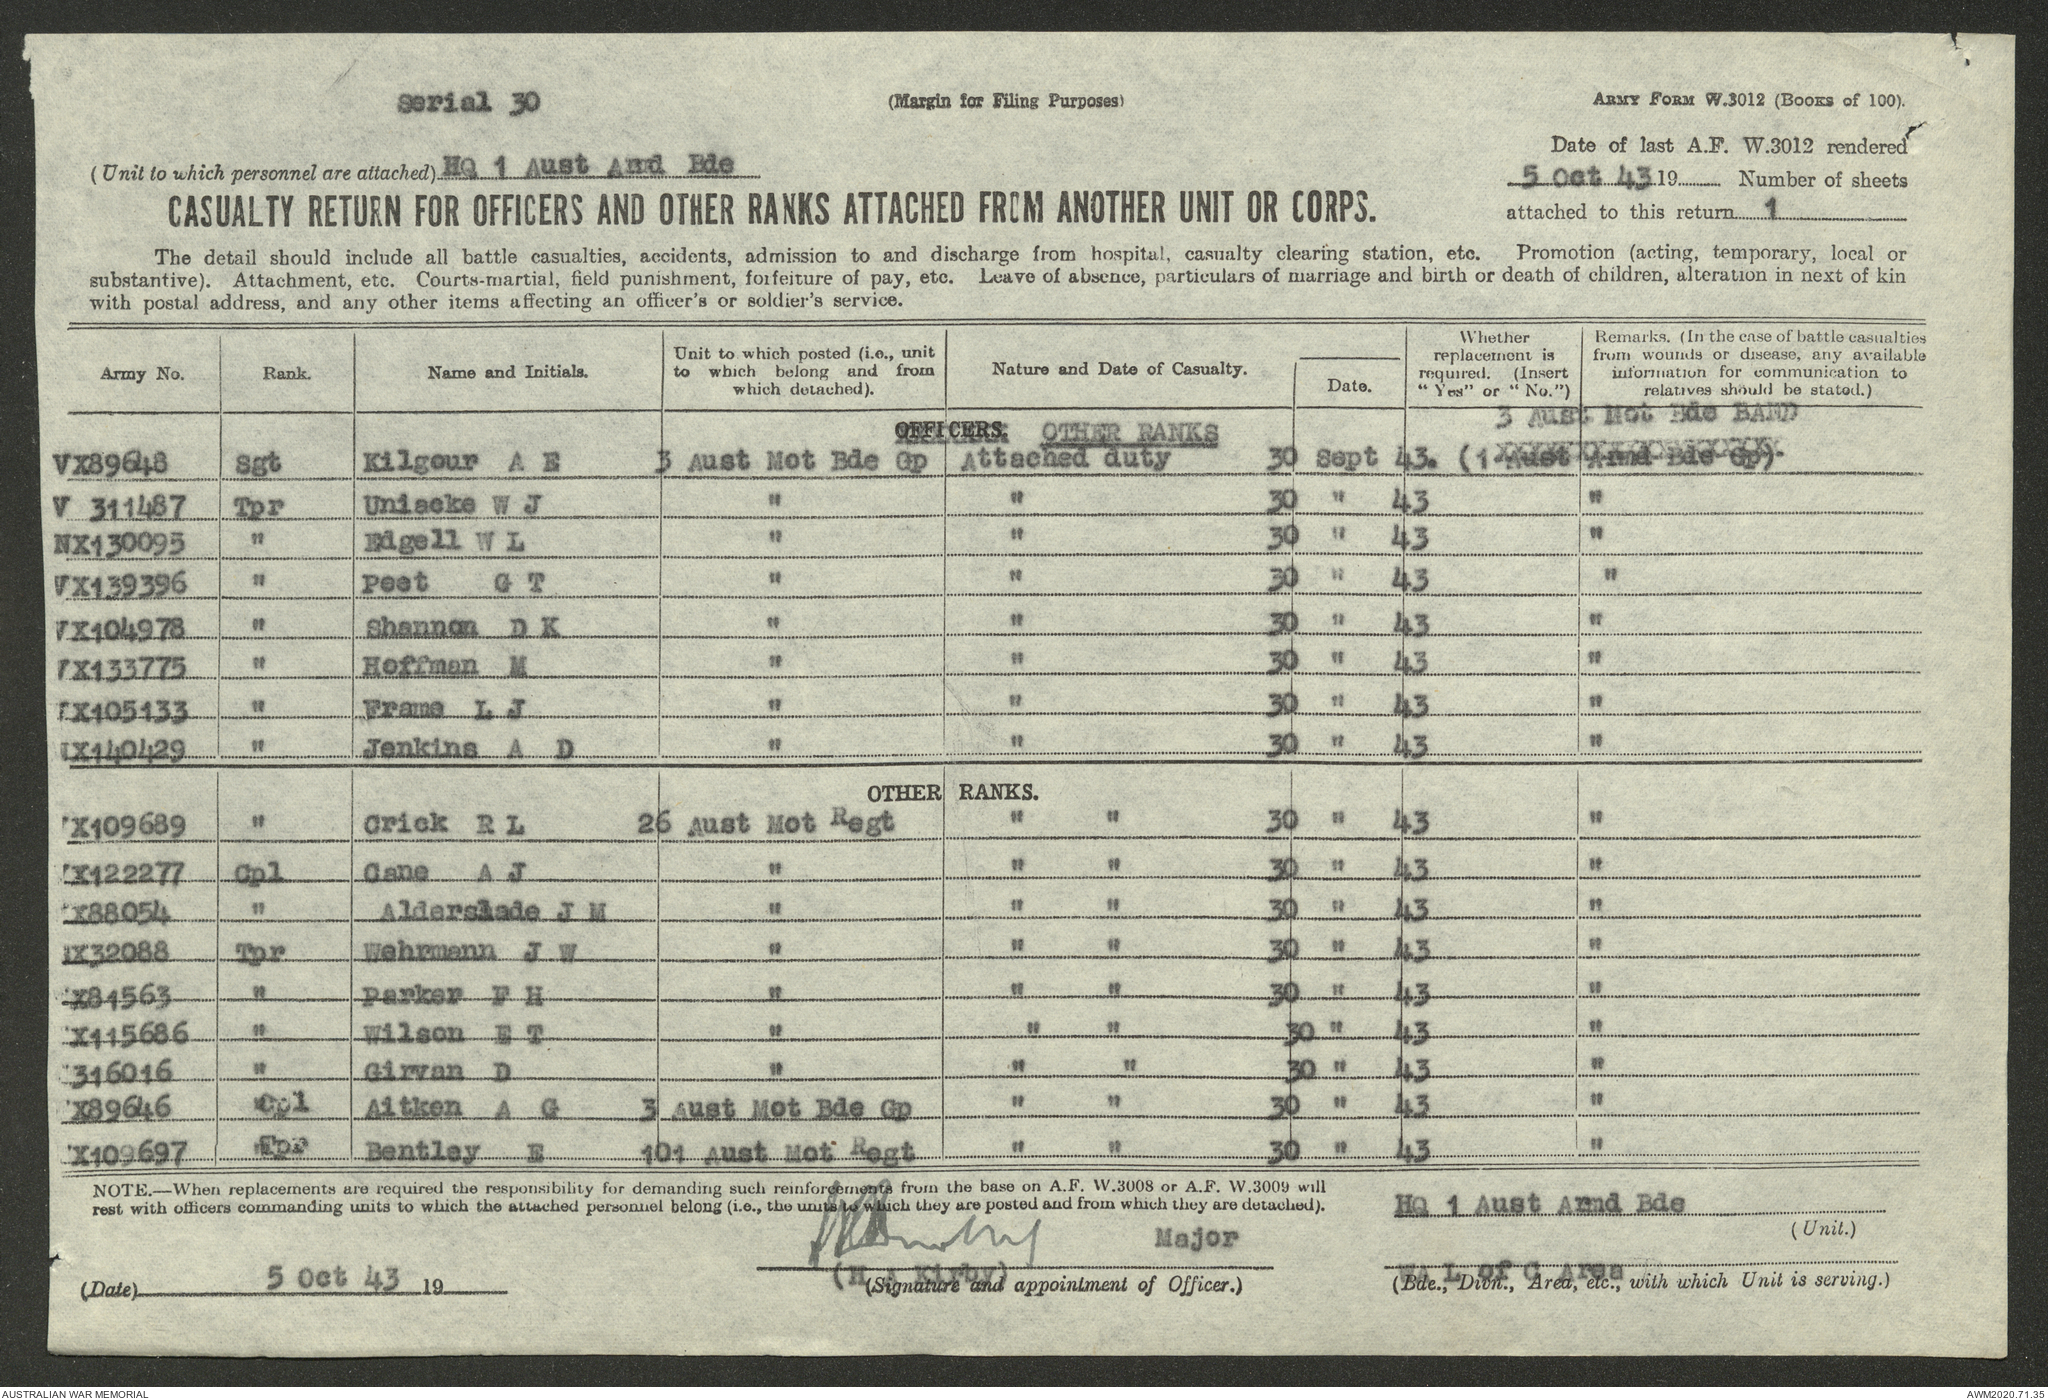 Serial 30
(Margin for Filing Purposes)
ARMY FORM W.3012 (Books of 100).
Date of last A.F. W.3012 rendered
5 Oct 43 19 Number of sheets
attached to this return 1
(Unit to which personnel are attached) HQ 1 Aust Armd Bde
CASUALTY RETURN FOR OFFICERS AND OTHER RANKS ATTACHED FROM ANOTHER UNIT OR CORPS.
The detail should include all battle casualties, accidents, admission to and discharge from hospital, casualty clearing station, etc. Promotion (acting, temporary, local or
substantive). Attachment, etc. Courts-martial, field punishment, forfeiture of pay, etc. Leave of absence, particulars of marriage and birth or death of children, alteration in next of kin
with postal address, and any other items affecting an officer's or soldier's service.
Army No.
Rank.
Name and Initials.
Unit to which posted (i.e., unit
to which belong and from
which detached).
Nature and Date of Casualty.
Date.
Whether
replacement is
required. (Insert
"Yes" or "No.")
Remarks. (In the case of battle casualties
from wounds or disease, any available
information for communication to
relatives should be stated.)
3 Aust Mot Bde BAND
OFFICERS. OTHER RANKS
VX89648 Sgt Kilgour A E 3 Aust Mot Bde Gp Attached duty 30 Sept 43. (1 Aust Armd Bde Gp).
V 311487 Tpr Uniacke W J " " 30 " 43 "
NX130095 " Edgell W L " " 30 " 43 "
VX139396 " Peet G T " " 30 " 43 "
VX104978 " Shannon D K " " 30 " 43 "
VX133775 " Hoffman M " " 30 " 43 "
X105133 " Frame L J " " 30 " 43 "
X140429 " Jenkins A D " " 30 " 43 "
OTHER RANKS.
X109689 " Crick R L 26 Aust Mot Regt " " 30 " 43 "
X122277 Cpl Cane A J " " " 30 " 43 "
X88054 " Alderslade J M " " " 30 " 43 "
X32088 Tpr Wehrmann J W " " " 30 " 43 "
X81563 " Parker F H " " " 30 " 43 "
X115686 " Wilson E T " " " 30 " 43 "
316016 " Girvan D " " " 30 " 43 "
X89646 Cpl Aitken A G 3 Aust Mot Bde Gp " " 30 " 43 "
X109697 Tpr Bentley E 101 Aust Mot Regt " " 30 " 43 "
NOTE.—When replacements are required the responsibility for demanding such reinforcements from the base on A.F. W.3008 or A.F. W.3009 will
rest with officers commanding units to which the attached personnel belong (i.e., the units to which they are posted and from which they are detached).
HQ 1 Aust Armd Bde
(Unit.)
Major
(H A Kirby)
(Signature and appointment of Officer.)
WA L of C Area
(Bde., Divn., Area, etc., with which Unit is serving.)
(Date) 5 Oct 43 19
AUSTRALIAN WAR MEMORIAL
AWM2020.71.35